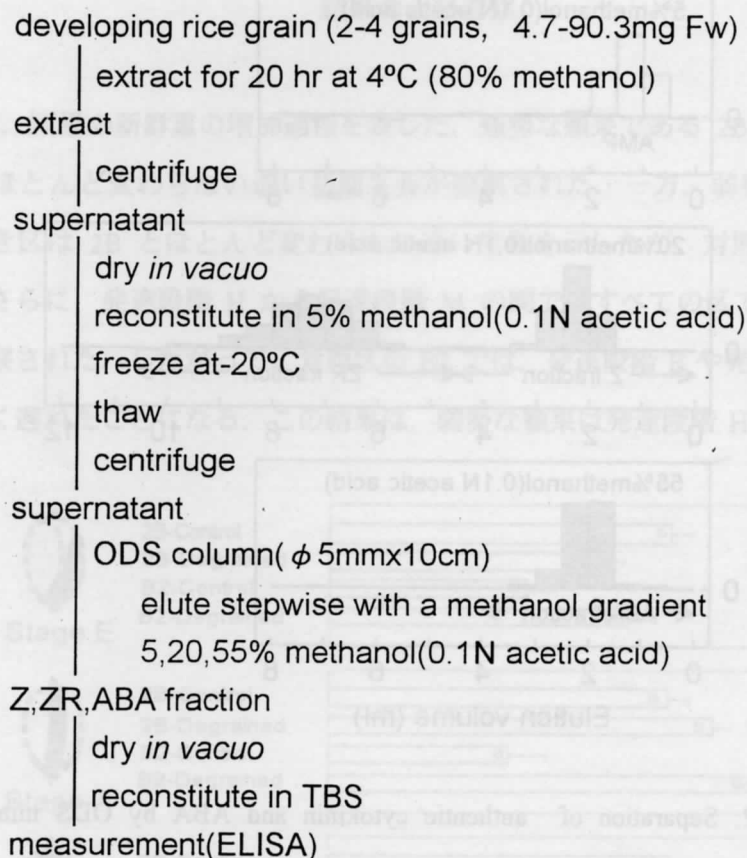 developing rice grain (2-4 grains, 4.7-90.3mg Fw)
extract for 20 hr at 4ºC (80% methanol)
extract
centrifuge
supernatant
dry in vacuo
reconstitute in 5% methanol(0.1N acetic acid)
freeze at-20ºC
thaw
centrifuge
supernatant
ODS column(ϕ5mmx10cm)
elute stepwise with a methanol gradient
5,20,55% methanol(0.1N acetic acid)
Z,ZR,ABA fraction
dry in vacuo
reconstitute in TBS
measurement(ELISA)